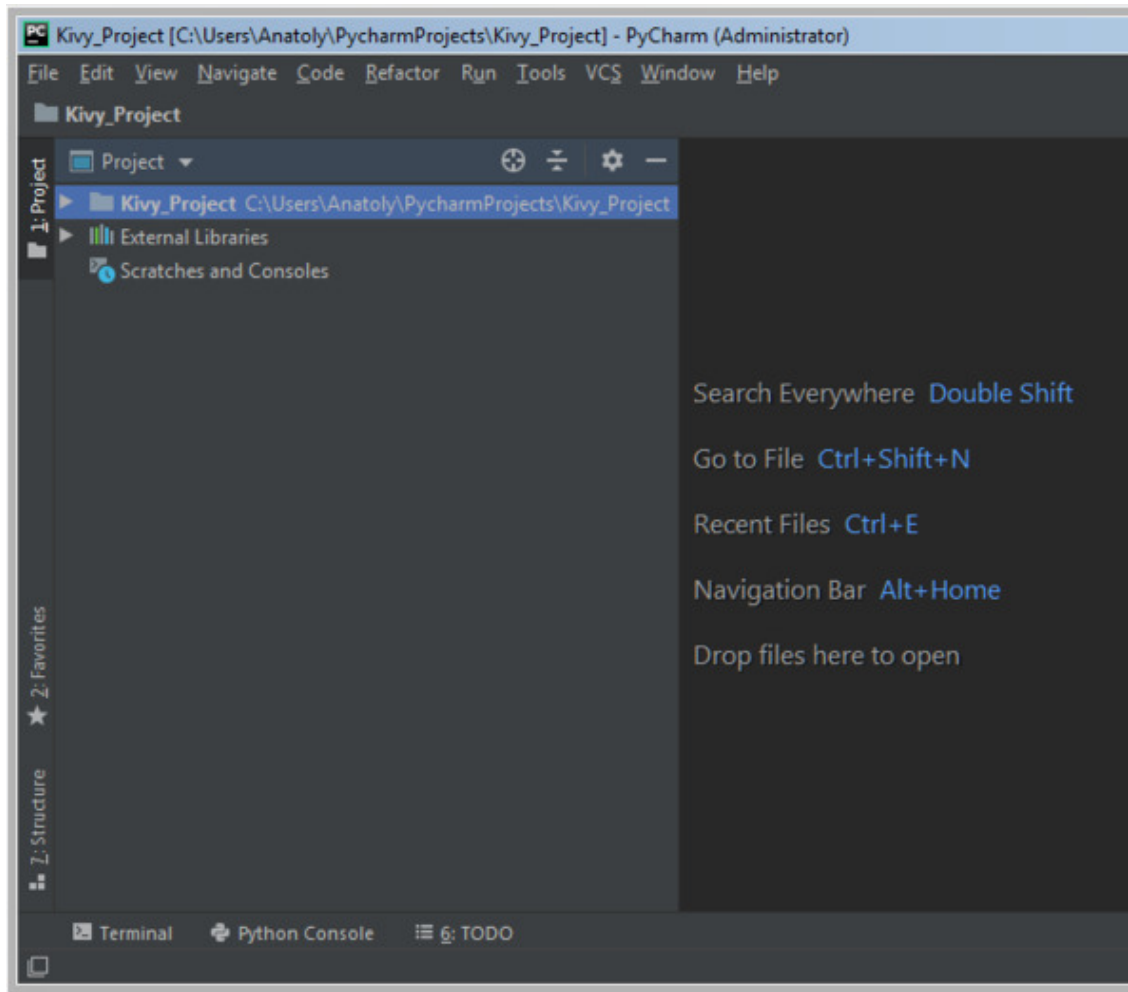 PC Kivy_Project [C:\Users\Anatoly\PycharmProjects\Kivy_Project] - PyCharm (Administrator)
File Edit View Navigate Code Refactor Run Tools VCS Window Help
Kivy_Project
1: Project
Project
Kivy_Project C:\Users\Anatoly\PycharmProjects\Kivy_Project
External Libraries
Scratches and Consoles
Search Everywhere Double Shift
Go to File Ctrl+Shift+N
Recent Files Ctrl+E
Navigation Bar Alt+Home
Drop files here to open
2: Favorites
7: Structure
Terminal Python Console 6: TODO